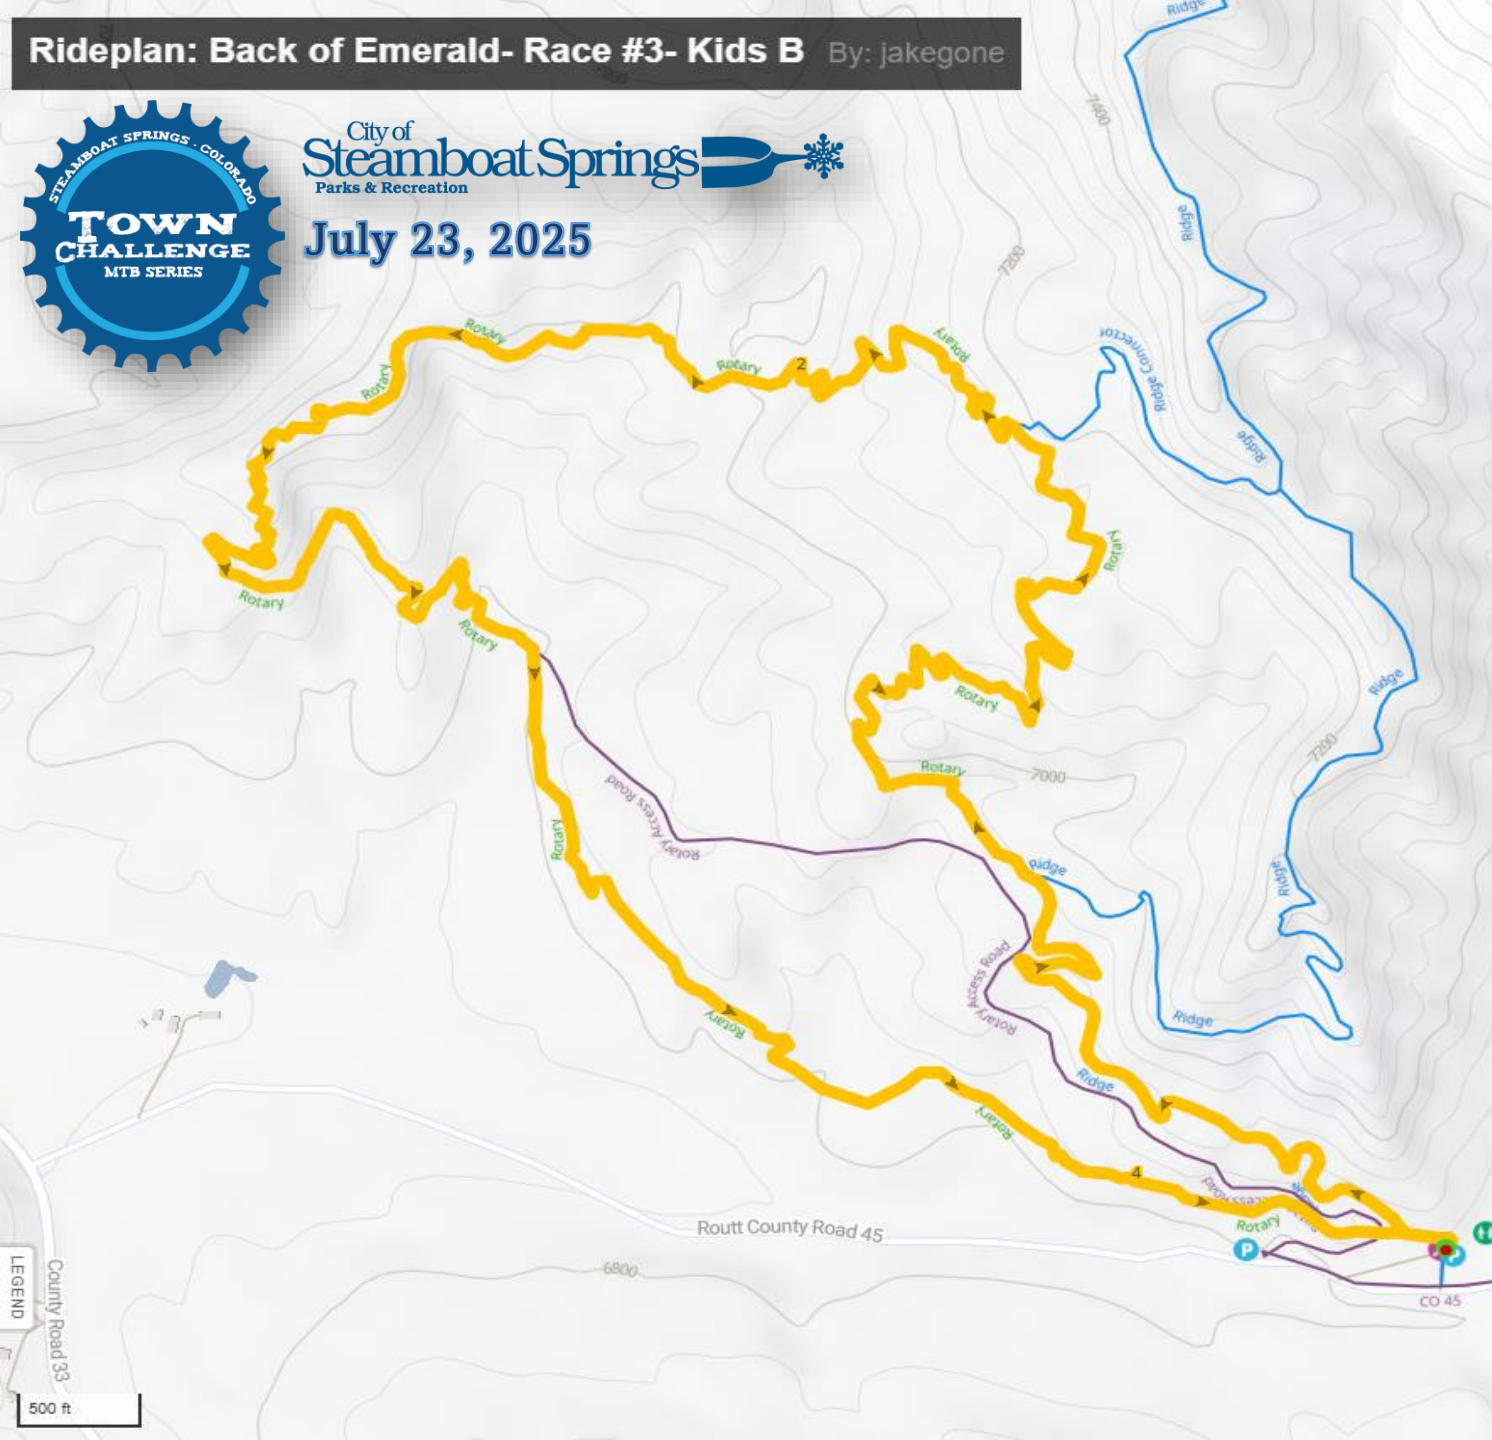 Ridge
Rideplan: Back of Emerald- Race #3- Kids B By: jakegone
7200
7400
STEAMBOAT SPRINGS · COLORADO
TOWN
CHALLENGE
MTB SERIES
City of
Steamboat Springs
Parks & Recreation
July 23, 2025
Ridge
7200
Rotary
Rotary
Ridge Connector
Rotary
2
Rotary
Ridge
Rotary
Rotary
Rotary
Ridge
Rotary
7200
Rotary
7000
Rotary Access Road
Rotary
Ridge
Ridge
Rotary Access Road
Rotary
Ridge
Ridge
Rotary
4
Rotary
Routt County Road 45
P
6800
CO 45
LEGEND
County Road 33
500 ft